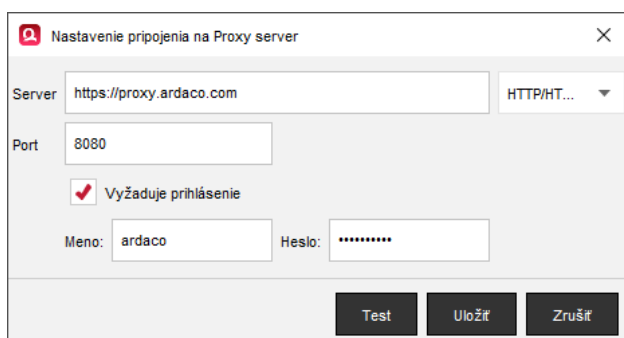 Nastavenie pripojenia na Proxy server
Server https://proxy.ardaco.com HTTP/HT...
Port 8080
Vyžaduje prihlásenie
Meno: ardaco Heslo: ••••••••••
Test Uložiť Zrušiť